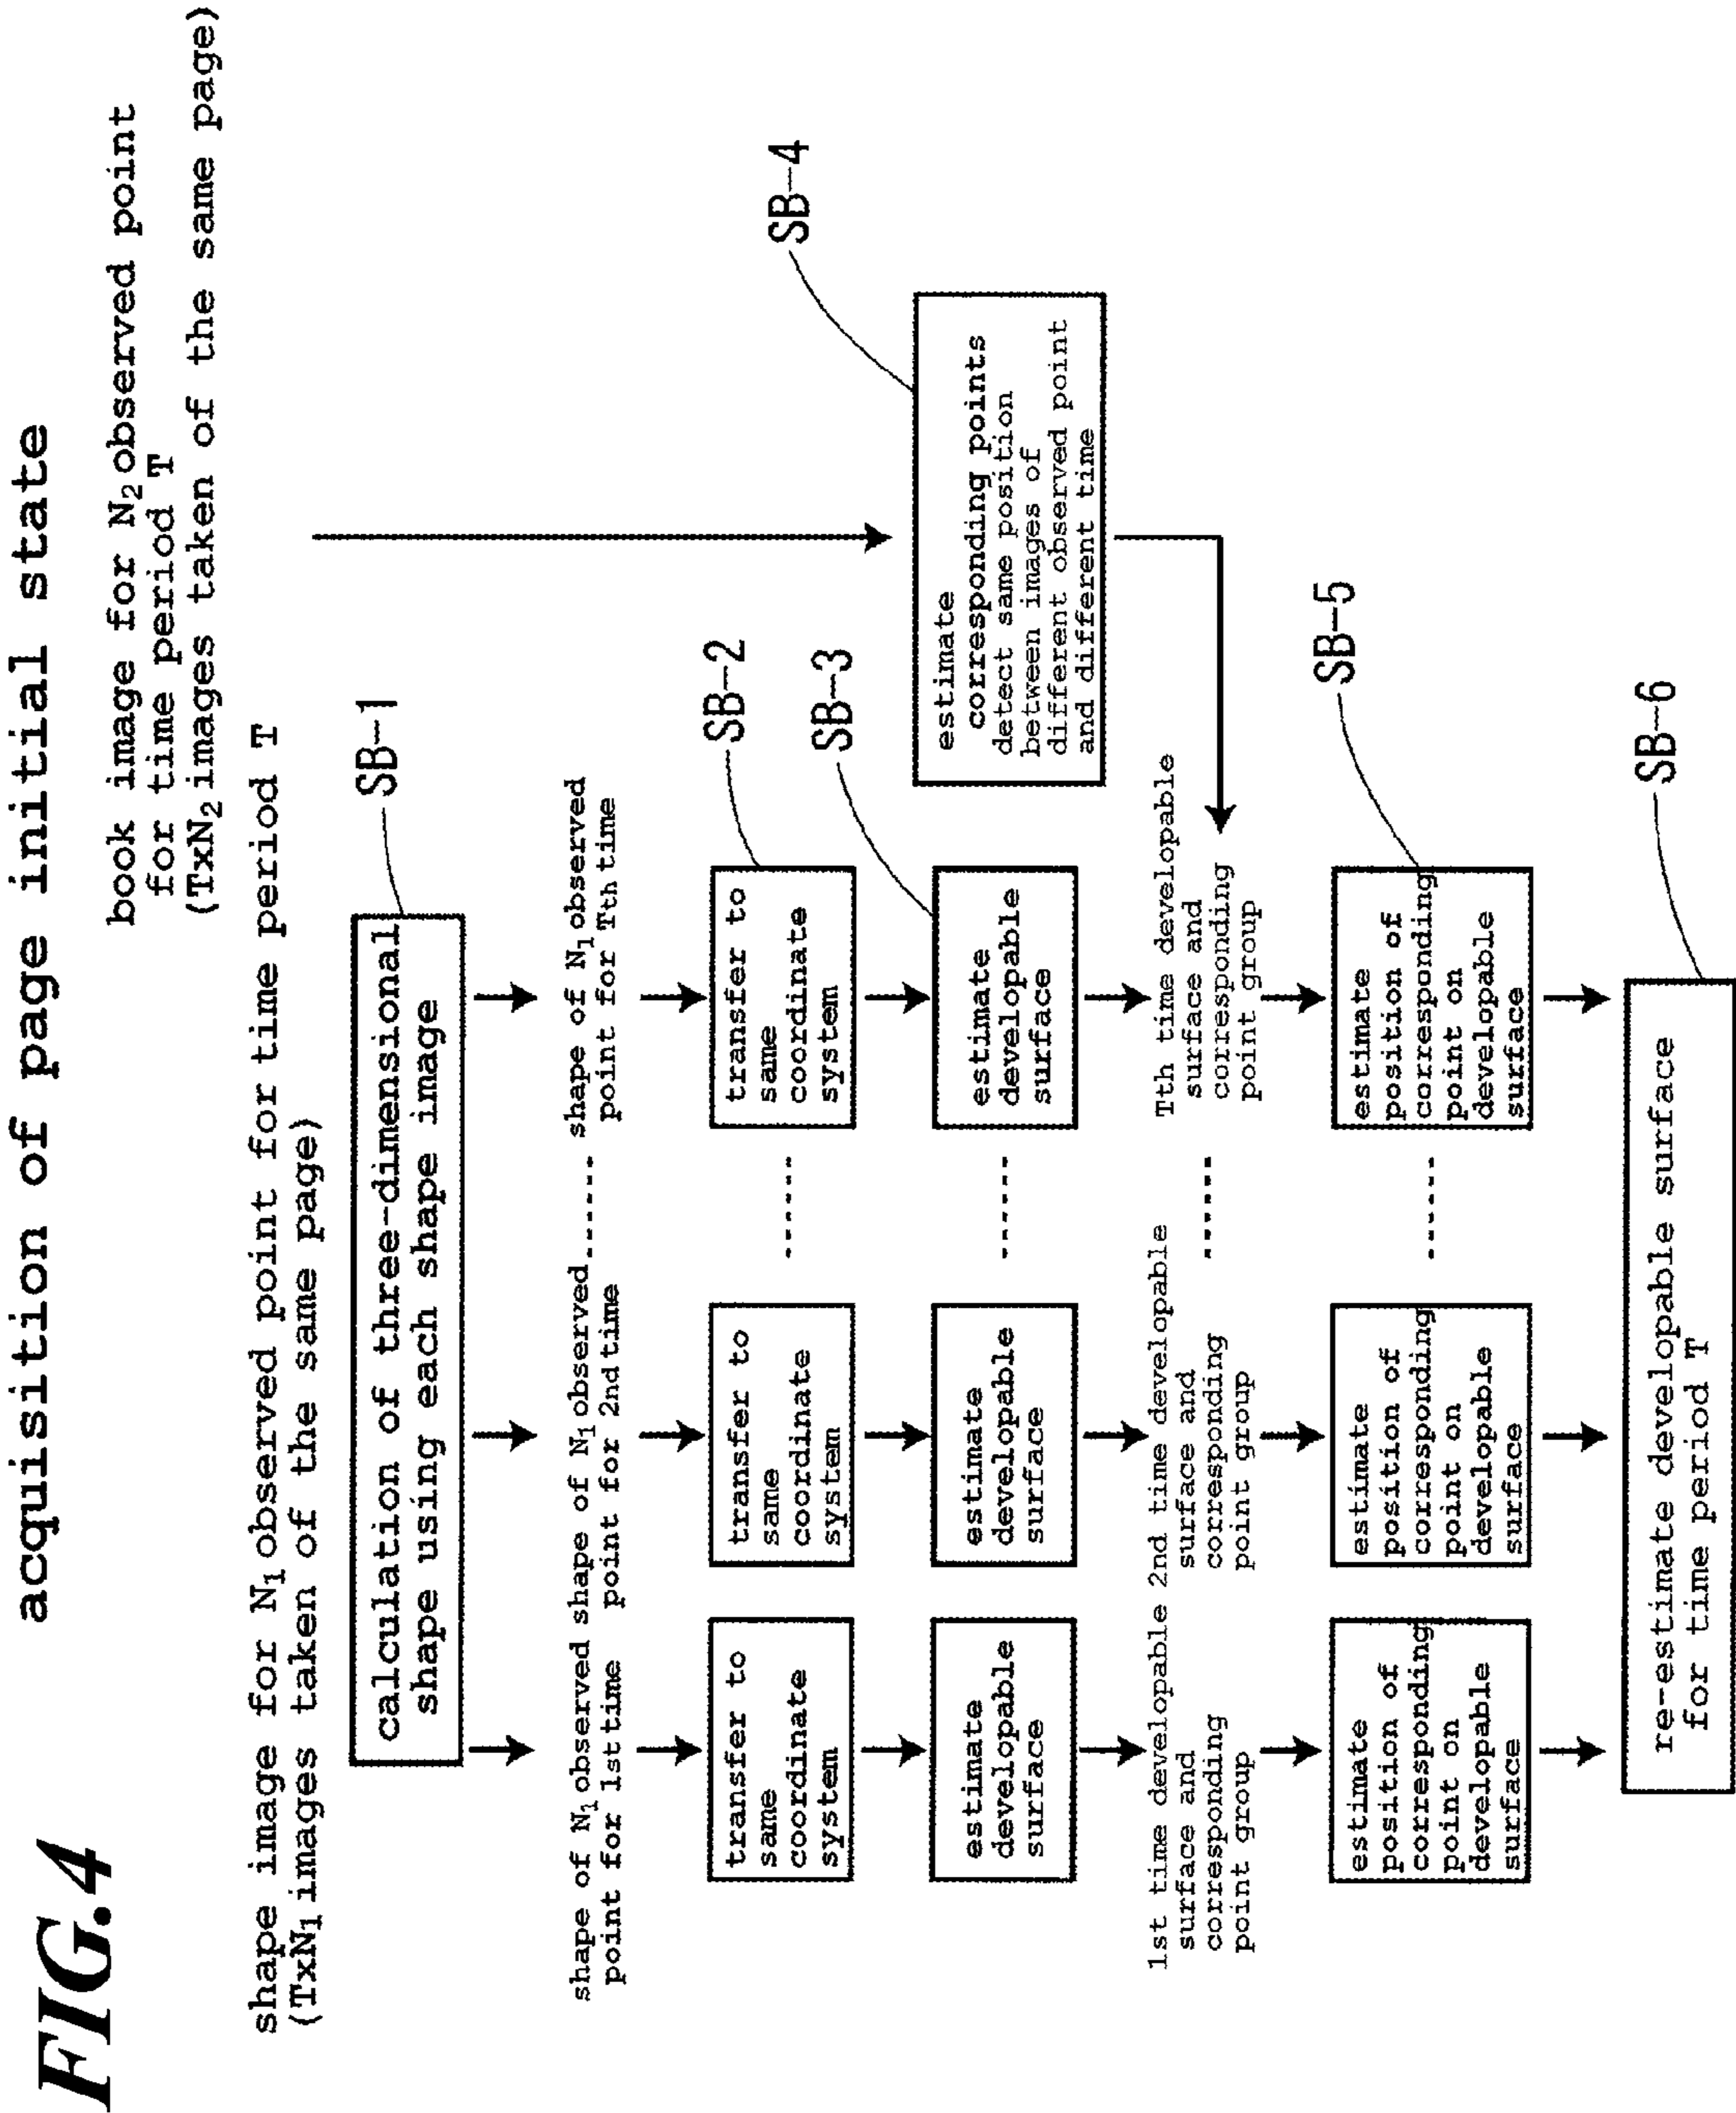 FIG.4
acquisition of page initial state
book image for N₂ observed point
for time period T
(TxN₂ images taken of the same page)
shape image for N₁ observed point for time period T
(TxN₁ images taken of the same page)
SB-1
calculation of three-dimensional
shape using each shape image
shape of N₁ observed
point for 1st time
shape of N₁ observed
point for 2nd time
shape of N₁ observed
point for Tth time
SB-2
transfer to
same
coordinate
system
transfer to
same
coordinate
system
transfer to
same
coordinate
system
SB-3
estimate
developable
surface
estimate
developable
surface
estimate
developable
surface
SB-4
estimate
corresponding points
detect same position
between images of
different observed point
and different time
1st time developable
surface and
corresponding
point group
2nd time developable
surface and
corresponding
point group
Tth time developable
surface and
corresponding
point group
SB-5
estimate
position of
corresponding
point on
developable
surface
estimate
position of
corresponding
point on
developable
surface
estimate
position of
corresponding
point on
developable
surface
SB-6
re-estimate developable surface
for time period T